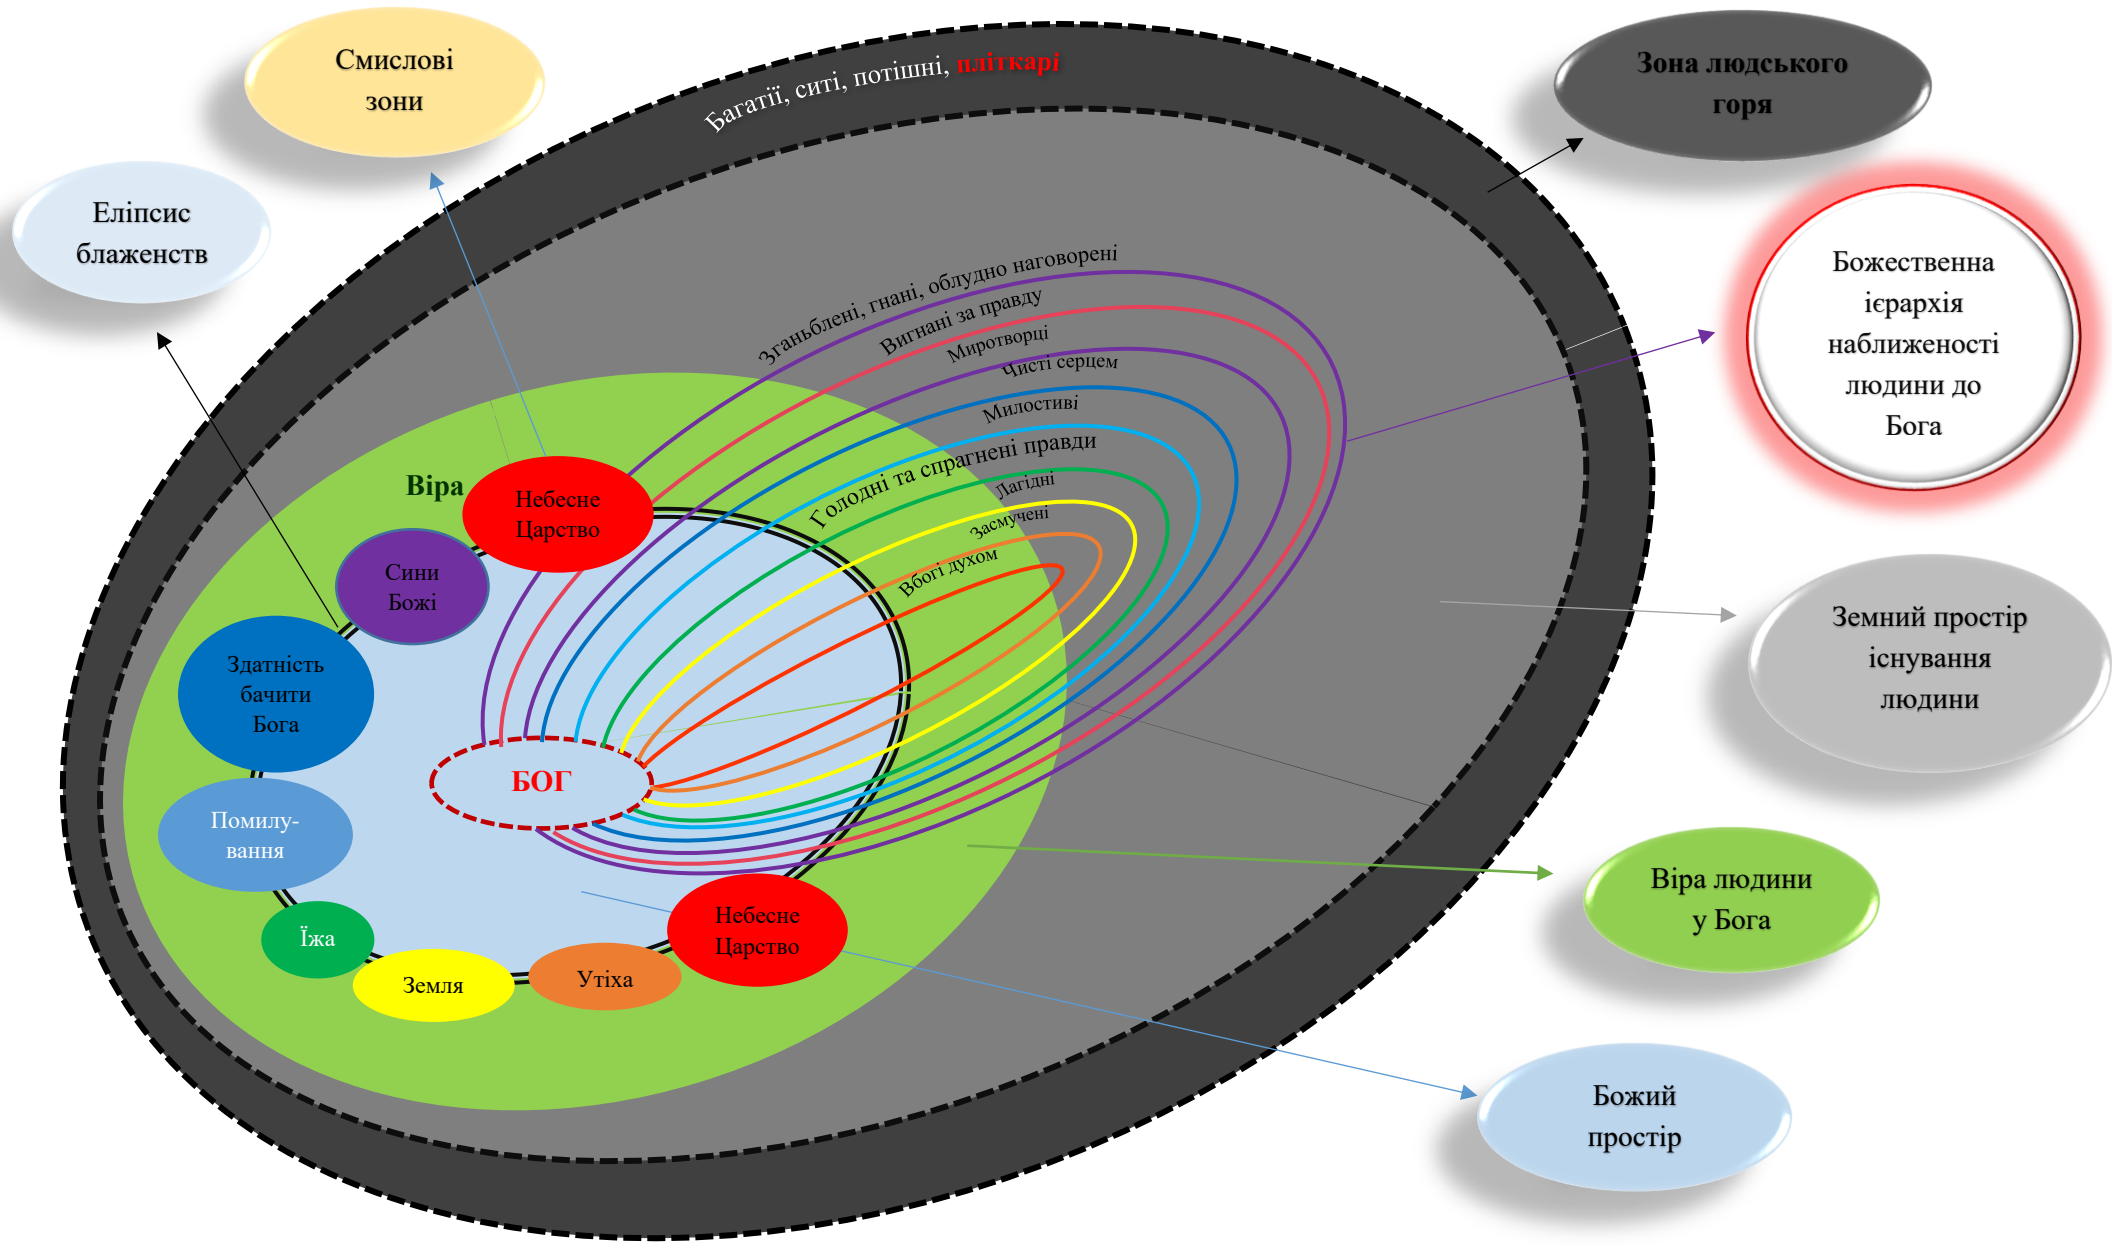 Смислові
зони
Еліпсис
блаженств
Багатії, ситі, потішні, пліткарі
Зона людського
горя
Божественна
ієрархія
наближеності
людини до
Бога
Зганьблені, гнані, облудно наговорені
Вигнані за правду
Миротворці
Чисті серцем
Милостиві
Голодні та спрагнені правди
Лагідні
Засмучені
Вбогі духом
Віра
Небесне
Царство
Сини
Божі
Здатність
бачити
Бога
Помилу-
вання
Їжа
Земля
Утіха
Небесне
Царство
БОГ
Земний простір
існування
людини
Віра людини
у Бога
Божий
простір